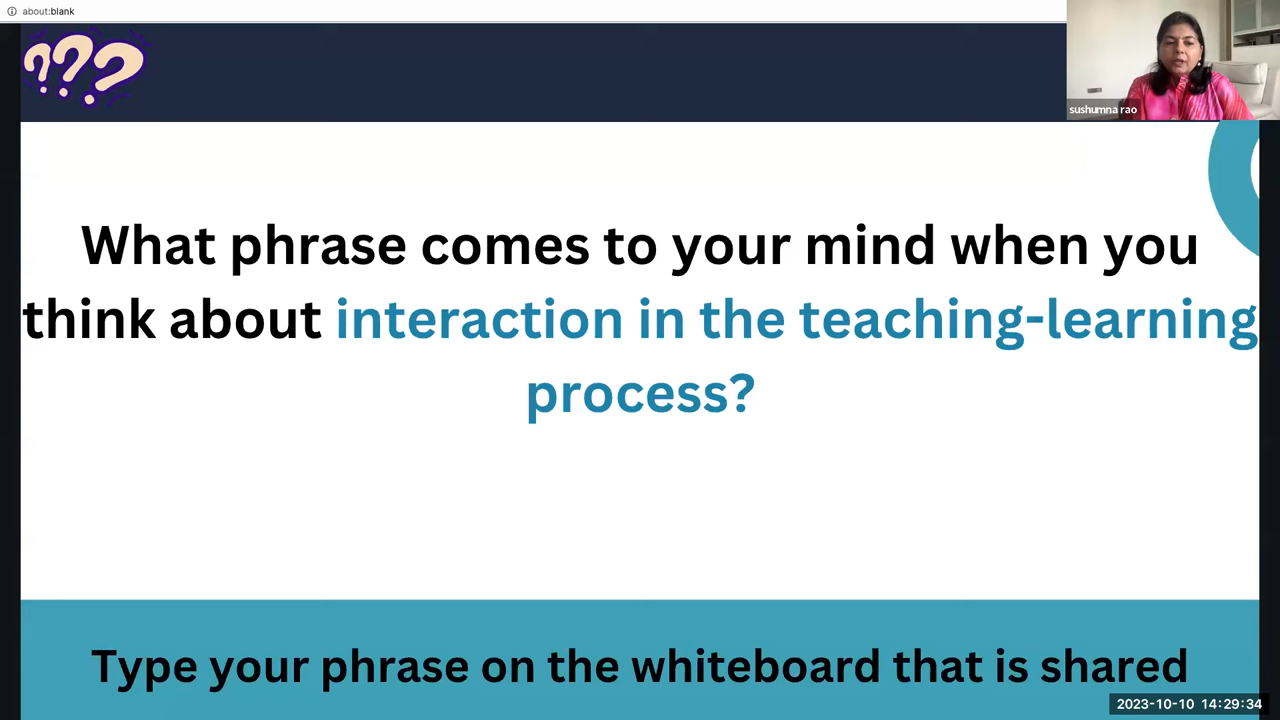 about:blank
???
sushumna rao
What phrase comes to your mind when you
think about interaction in the teaching-learning
process?
Type your phrase on the whiteboard that is shared
2023-10-10 14:29:34